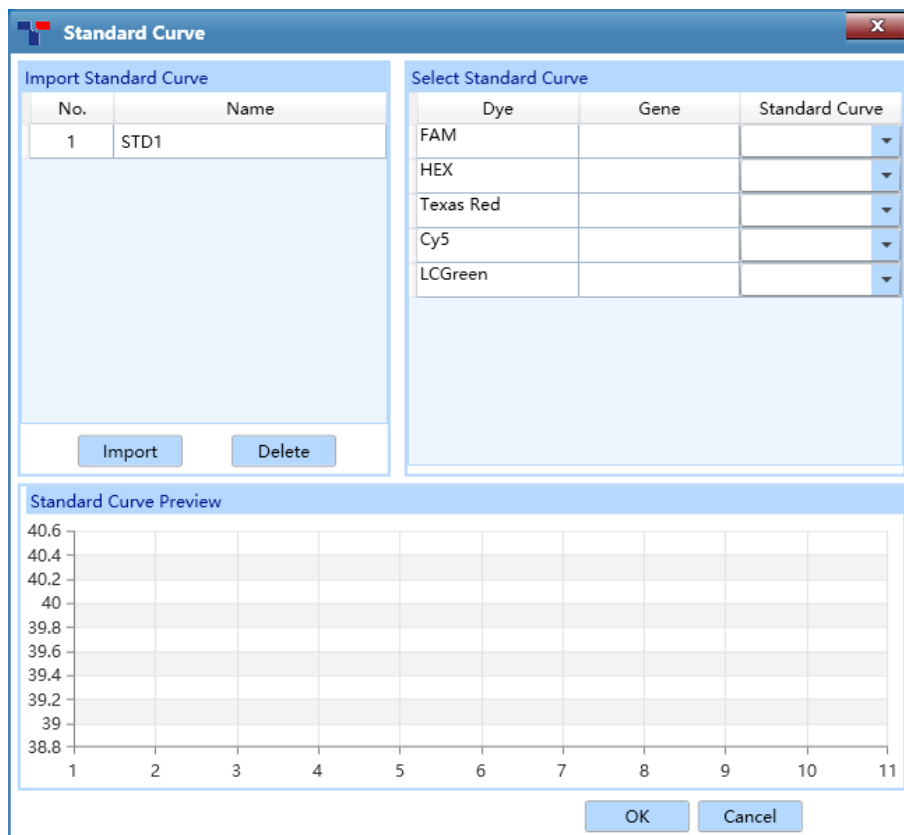 Standard Curve
X
Import Standard Curve
No. Name
1 STD1
Import Delete
Select Standard Curve
Dye Gene Standard Curve
FAM
HEX
Texas Red
Cy5
LCGreen
Standard Curve Preview
40.6
40.4
40.2
40
39.8
39.6
39.4
39.2
39
38.8
1 2 3 4 5 6 7 8 9 10 11
OK Cancel